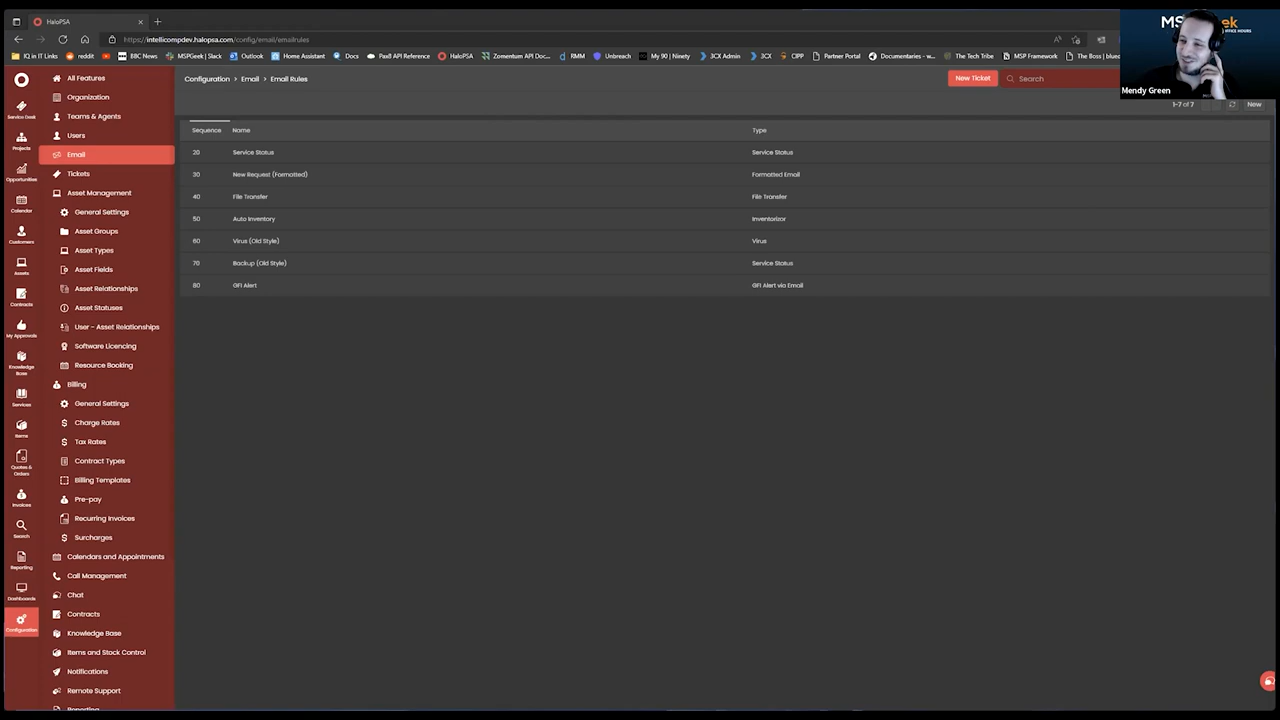 HaloPSA
https://intellicompdev.halopsa.com/config/email/emailrules
IQ in IT Links
reddit
BBC News
MSPGeek | Slack
Outlook
Home Assistant
Docs
Pax8 API Reference
HaloPSA
Zomentum API Doc...
RMM
Unbreach
My 90 | Ninety
3CX Admin
3CX
CIPP
Partner Portal
Documentaries - w...
The Tech Tribe
MSP Framework
The Boss | blued
OFFICE HOURS
Mendy Green
Service Desk
Projects
Opportunities
Calendar
Customers
Assets
Contracts
My Approvals
Knowledge Base
Services
Items
Quotes & Orders
Invoices
Search
Reporting
Dashboards
Configuration
All Features
Organization
Teams & Agents
Users
Email
Tickets
Asset Management
General Settings
Asset Groups
Asset Types
Asset Fields
Asset Relationships
Asset Statuses
User - Asset Relationships
Software Licencing
Resource Booking
Billing
General Settings
Charge Rates
Tax Rates
Contract Types
Billing Templates
Pre-pay
Recurring Invoices
Surcharges
Calendars and Appointments
Call Management
Chat
Contracts
Knowledge Base
Items and Stock Control
Notifications
Remote Support
Reporting
Configuration > Email > Email Rules
New Ticket
Search
1-7 of 7
New
Sequence Name Type
20 Service Status Service Status
30 New Request (Formatted) Formatted Email
40 File Transfer File Transfer
50 Auto Inventory Inventorizor
60 Virus (Old Style) Virus
70 Backup (Old Style) Service Status
80 GFI Alert GFI Alert via Email